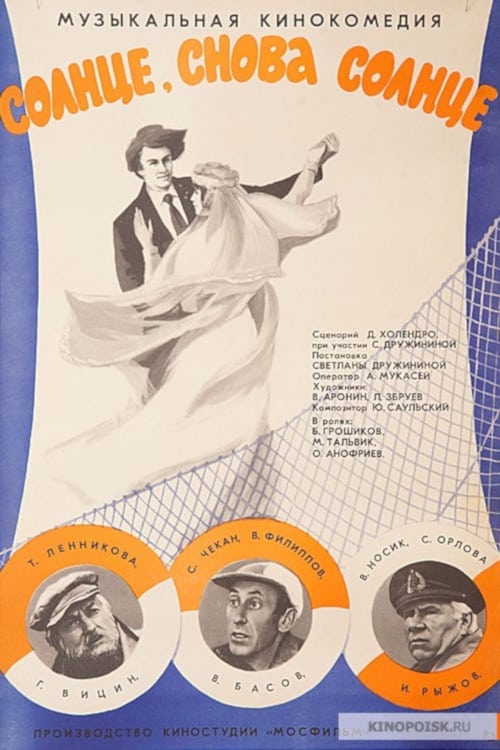 МУЗЫКАЛЬНАЯ КИНОКОМЕДИЯ
СОЛНЦЕ, СНОВА СОЛНЦЕ
Сценарий Д. ХОЛЕНДРО,
при участии С. ДРУЖИНИНОЙ
Постановка
СВЕТЛАНЫ ДРУЖИНИНОЙ
Оператор А. МУКАСЕЙ
Художники:
В. АРОНИН, Л. ЗБРУЕВ
Композитор Ю. САУЛЬСКИЙ
В ролях:
Б. ГРОШИКОВ,
М. ТАЛЬВИК,
О. АНОФРИЕВ,
Т. ЛЕННИКОВА,
Г. ВИЦИН,
С. ЧЕКАН, В. ФИЛИППОВ,
В. БАСОВ,
В. НОСИК, С. ОРЛОВА
И. РЫЖОВ,
ПРОИЗВОДСТВО КИНОСТУДИИ «МОСФИЛЬМ
KINOPOISK.RU